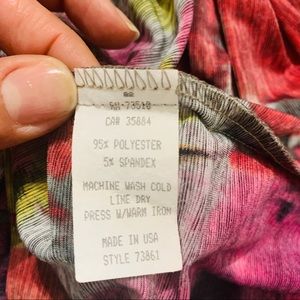 CA# 35884
95% POLYESTER
5% SPANDEX
MACHINE WASH COLD
LINE DRY
PRESS W/WARM IRON
MADE IN USA
STYLE 73861